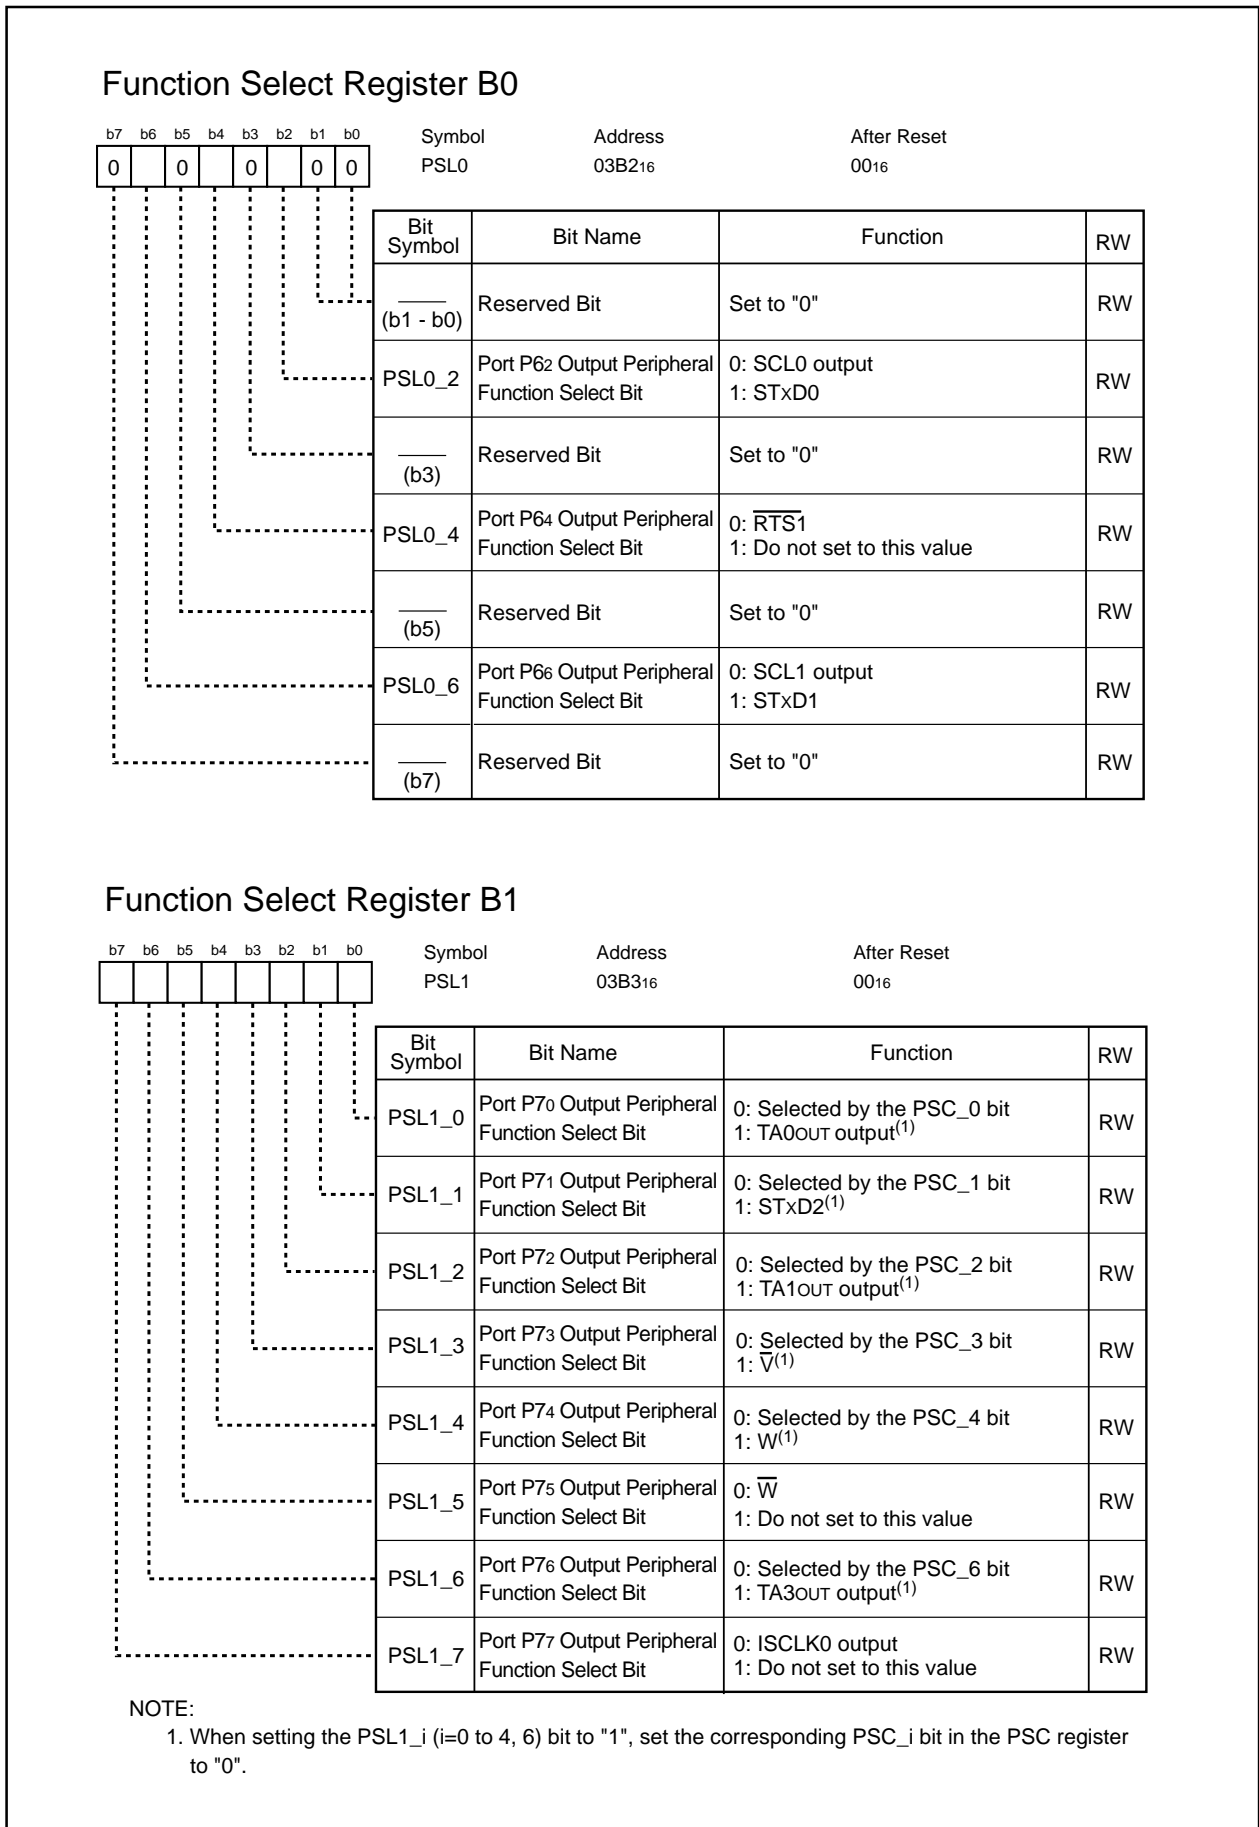 Function Select Register B0
b7 b6 b5 b4 b3 b2 b1 b0
Symbol Address After Reset
0 0 0 0 0
PSL0 03B216 0016
Bit Symbol Bit Name Function RW
(b1 - b0) Reserved Bit Set to "0" RW
PSL0_2 Port P62 Output Peripheral Function Select Bit 0: SCL0 output 1: STxD0 RW
(b3) Reserved Bit Set to "0" RW
PSL0_4 Port P64 Output Peripheral Function Select Bit 0: R̅T̅S̅1 1: Do not set to this value RW
(b5) Reserved Bit Set to "0" RW
PSL0_6 Port P66 Output Peripheral Function Select Bit 0: SCL1 output 1: STxD1 RW
(b7) Reserved Bit Set to "0" RW
Function Select Register B1
b7 b6 b5 b4 b3 b2 b1 b0
Symbol Address After Reset
PSL1 03B316 0016
Bit Symbol Bit Name Function RW
PSL1_0 Port P70 Output Peripheral Function Select Bit 0: Selected by the PSC_0 bit 1: TA0OUT output(1) RW
PSL1_1 Port P71 Output Peripheral Function Select Bit 0: Selected by the PSC_1 bit 1: STxD2(1) RW
PSL1_2 Port P72 Output Peripheral Function Select Bit 0: Selected by the PSC_2 bit 1: TA1OUT output(1) RW
PSL1_3 Port P73 Output Peripheral Function Select Bit 0: Selected by the PSC_3 bit 1: V̅(1) RW
PSL1_4 Port P74 Output Peripheral Function Select Bit 0: Selected by the PSC_4 bit 1: W(1) RW
PSL1_5 Port P75 Output Peripheral Function Select Bit 0: W̅ 1: Do not set to this value RW
PSL1_6 Port P76 Output Peripheral Function Select Bit 0: Selected by the PSC_6 bit 1: TA3OUT output(1) RW
PSL1_7 Port P77 Output Peripheral Function Select Bit 0: ISCLK0 output 1: Do not set to this value RW
NOTE:
1. When setting the PSL1_i (i=0 to 4, 6) bit to "1", set the corresponding PSC_i bit in the PSC register
to "0".